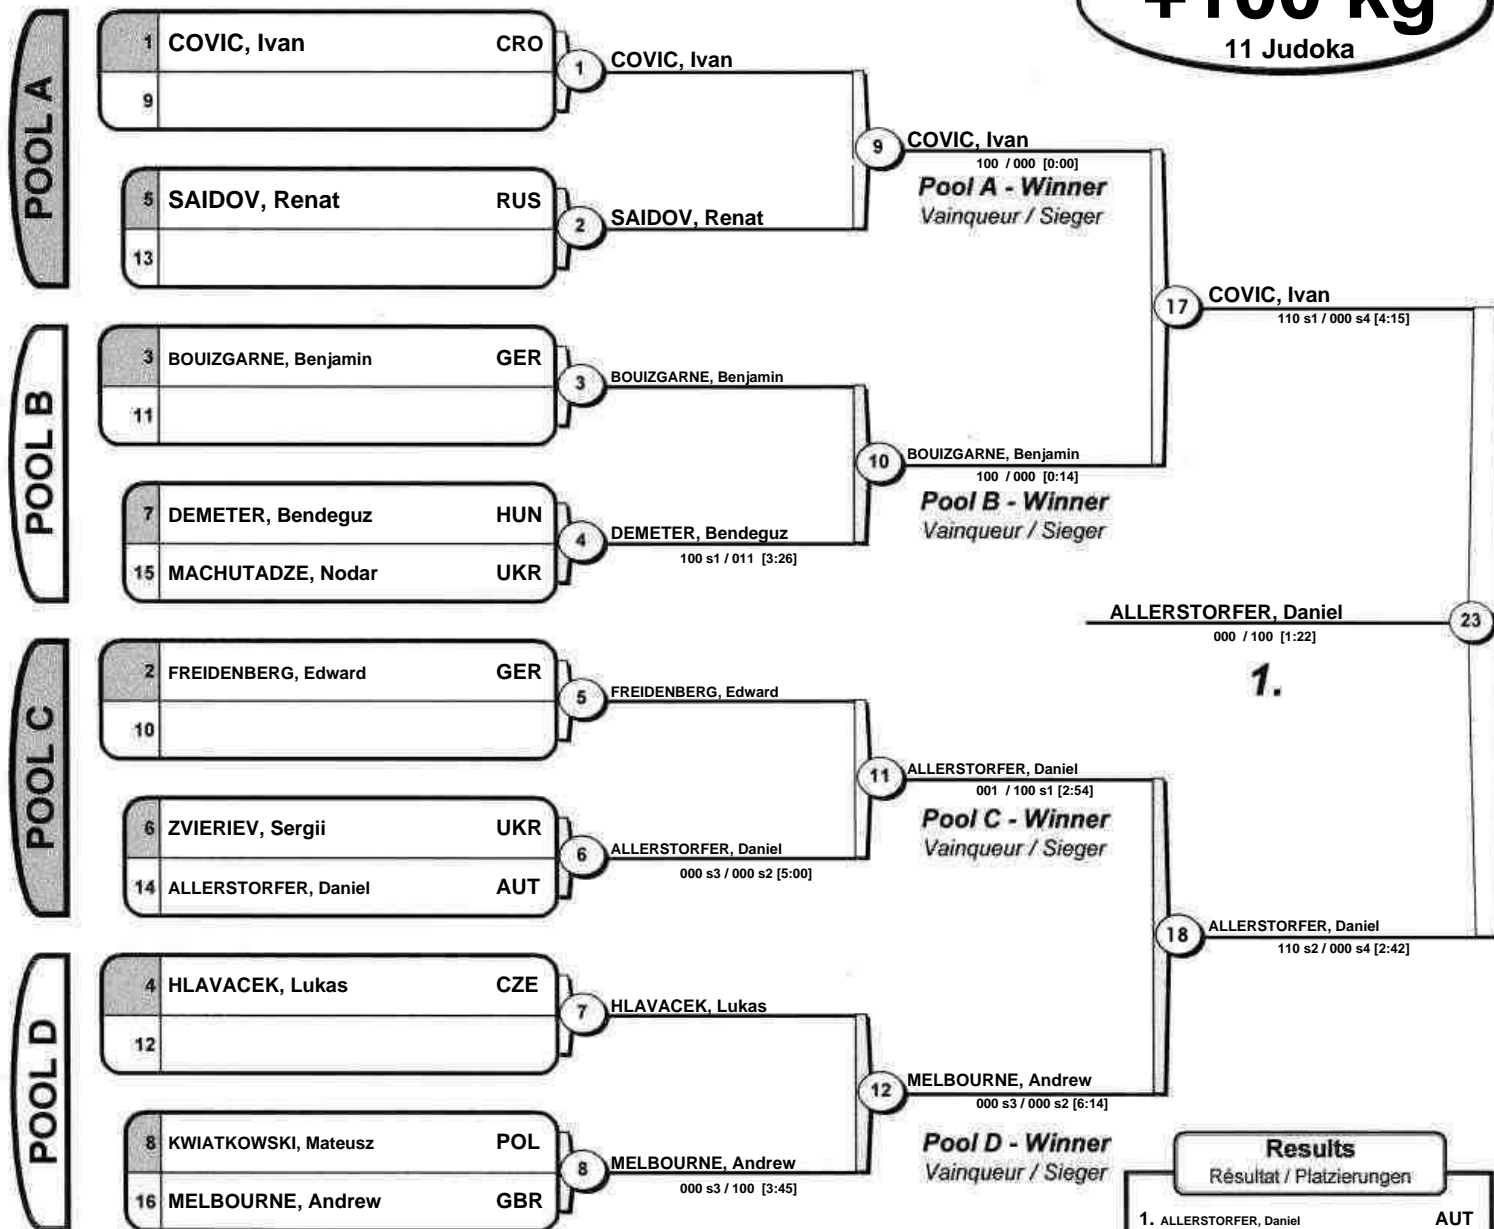 +100 kg
11 Judoka
POOL A
1 COVIC, Ivan CRO
9
5 SAIDOV, Renat RUS
13
1 COVIC, Ivan
2 SAIDOV, Renat
9 COVIC, Ivan
100 / 000 [0:00]
Pool A - Winner
Vainqueur / Sieger
POOL B
3 BOUIZGARNE, Benjamin GER
11
7 DEMETER, Bendeguz HUN
15 MACHUTADZE, Nodar UKR
3 BOUIZGARNE, Benjamin
4 DEMETER, Bendeguz
100 s1 / 011 [3:26]
10 BOUIZGARNE, Benjamin
100 / 000 [0:14]
Pool B - Winner
Vainqueur / Sieger
17 COVIC, Ivan
110 s1 / 000 s4 [4:15]
ALLERSTORFER, Daniel 23
000 / 100 [1:22]
1.
POOL C
2 FREIDENBERG, Edward GER
10
6 ZVIERIEV, Sergii UKR
14 ALLERSTORFER, Daniel AUT
5 FREIDENBERG, Edward
6 ALLERSTORFER, Daniel
000 s3 / 000 s2 [5:00]
11 ALLERSTORFER, Daniel
001 / 100 s1 [2:54]
Pool C - Winner
Vainqueur / Sieger
18 ALLERSTORFER, Daniel
110 s2 / 000 s4 [2:42]
POOL D
4 HLAVACEK, Lukas CZE
12
8 KWIATKOWSKI, Mateusz POL
16 MELBOURNE, Andrew GBR
7 HLAVACEK, Lukas
8 MELBOURNE, Andrew
000 s3 / 100 [3:45]
12 MELBOURNE, Andrew
000 s3 / 000 s2 [6:14]
Pool D - Winner
Vainqueur / Sieger
Results
Résultat / Platzierungen
1. ALLERSTORFER, Daniel AUT